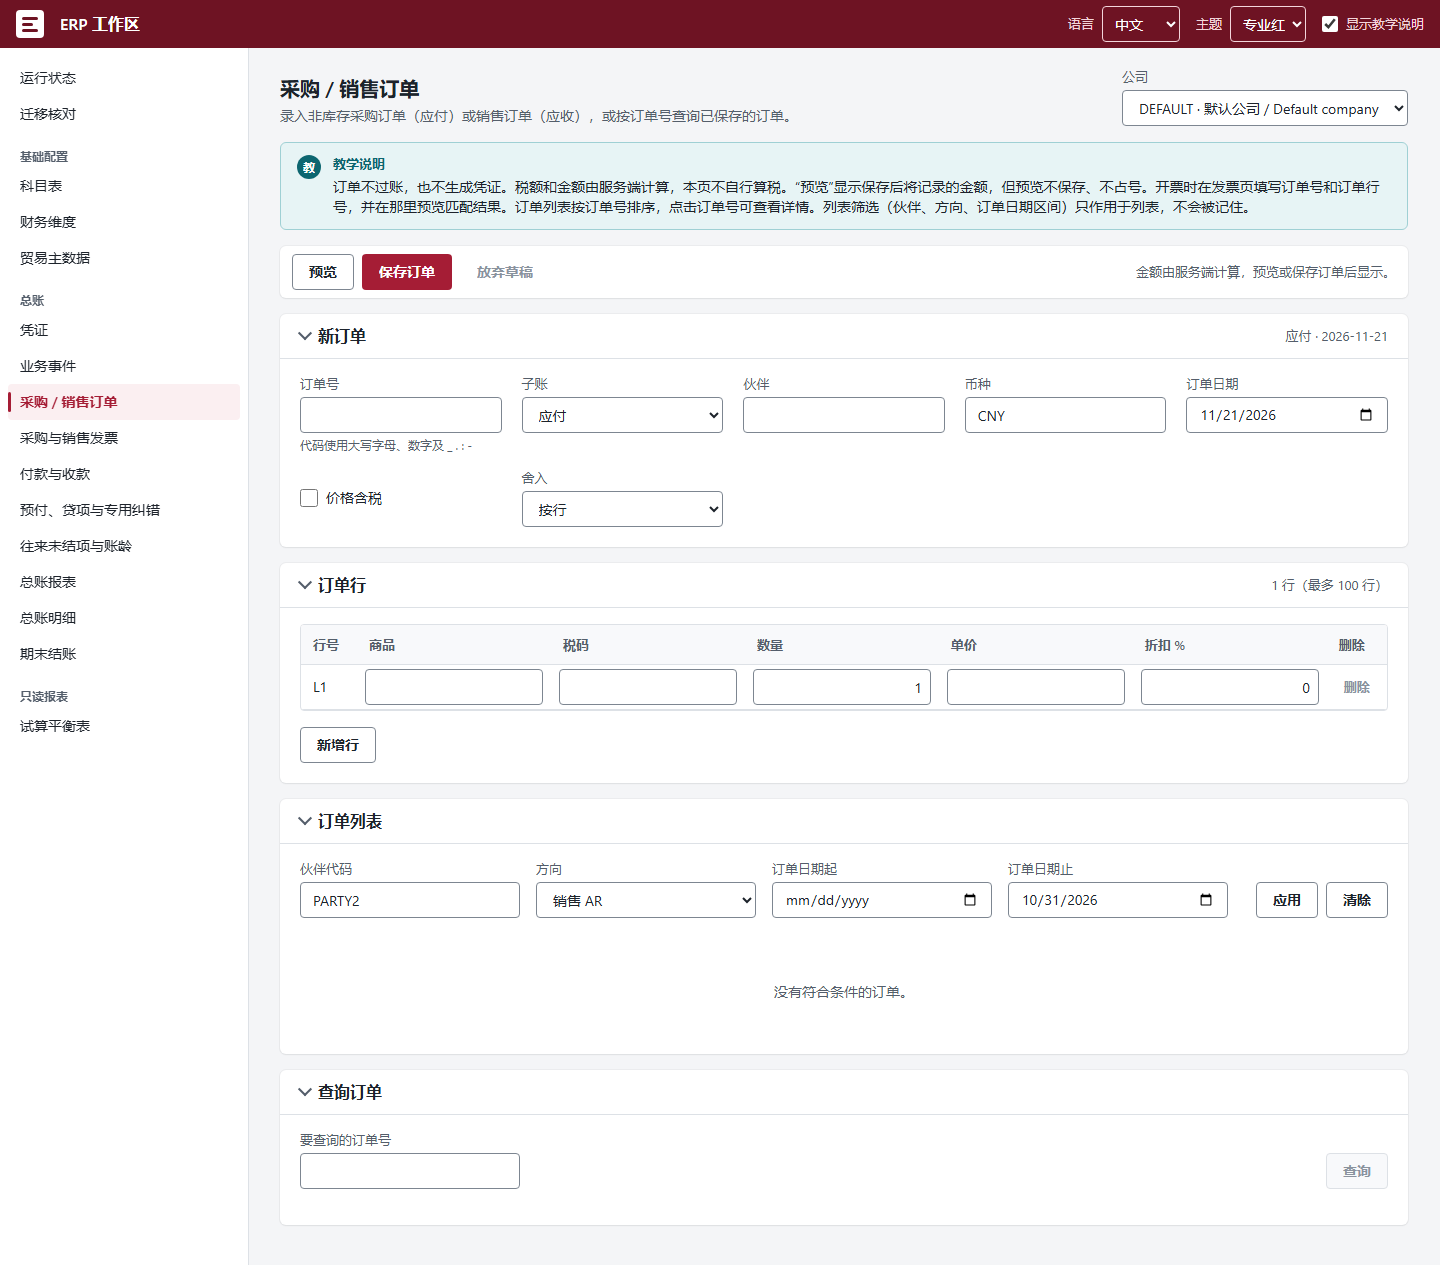 ERP 工作区
语言
中文
主题
专业红
显示教学说明
运行状态
迁移核对
基础配置
科目表
财务维度
贸易主数据
总账
凭证
业务事件
采购 / 销售订单
采购与销售发票
付款与收款
预付、贷项与专用纠错
往来未结项与账龄
总账报表
总账明细
期末结账
只读报表
试算平衡表
采购 / 销售订单
录入非库存采购订单（应付）或销售订单（应收），或按订单号查询已保存的订单。
公司
DEFAULT · 默认公司 / Default company
教
教学说明
订单不过账，也不生成凭证。税额和金额由服务端计算，本页不自行算税。“预览”显示保存后将记录的金额，但预览不保存、不占号。开票时在发票页填写订单号和订单行
号，并在那里预览匹配结果。订单列表按订单号排序，点击订单号可查看详情。列表筛选（伙伴、方向、订单日期区间）只作用于列表，不会被记住。
预览
保存订单
放弃草稿
金额由服务端计算，预览或保存订单后显示。
新订单
应付 · 2026-11-21
订单号
子账
伙伴
币种
订单日期
应付
CNY
11/21/2026
代码使用大写字母、数字及 _ . : -
价格含税
舍入
按行
订单行
1 行（最多 100 行）
行号
商品
税码
数量
单价
折扣 %
删除
L1
1
0
删除
新增行
订单列表
伙伴代码
方向
订单日期起
订单日期止
PARTY2
销售 AR
mm/dd/yyyy
10/31/2026
应用
清除
没有符合条件的订单。
查询订单
要查询的订单号
查询